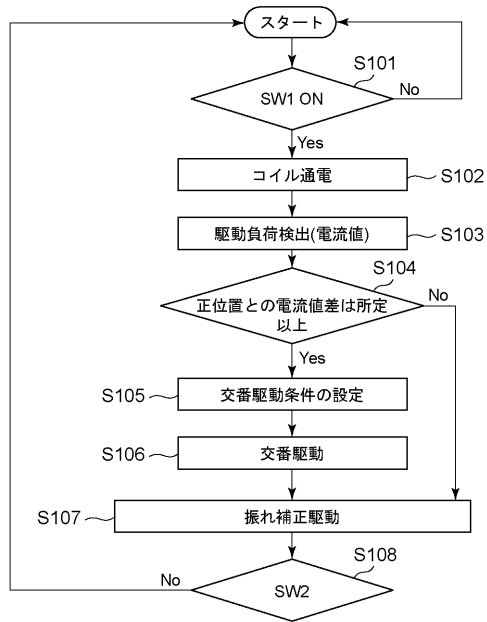 スタート
S101
No
SW1 ON
Yes
コイル通電
S102
駆動負荷検出(電流値)
S103
S104
No
正位置との電流値差は所定
以上
Yes
S105
交番駆動条件の設定
S106
交番駆動
S107
振れ補正駆動
S108
No
SW2